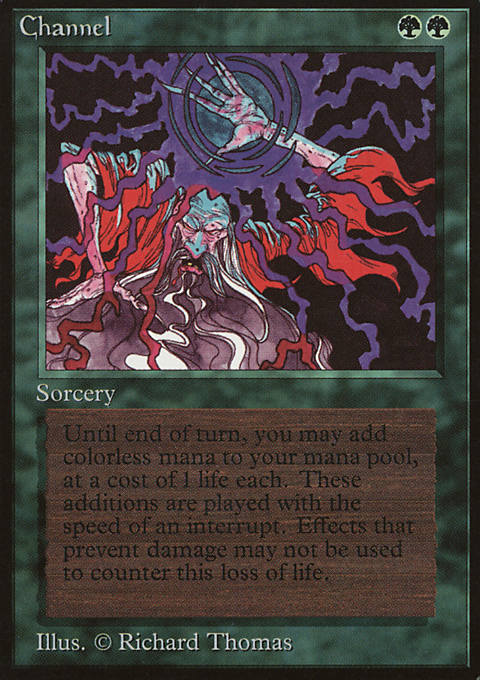 Channel
Sorcery
Until end of turn, you may add
colorless mana to your mana pool,
at a cost of 1 life each. These
additions are played with the
speed of an interrupt. Effects that
prevent damage may not be used
to counter this loss of life.
Illus. © Richard Thomas